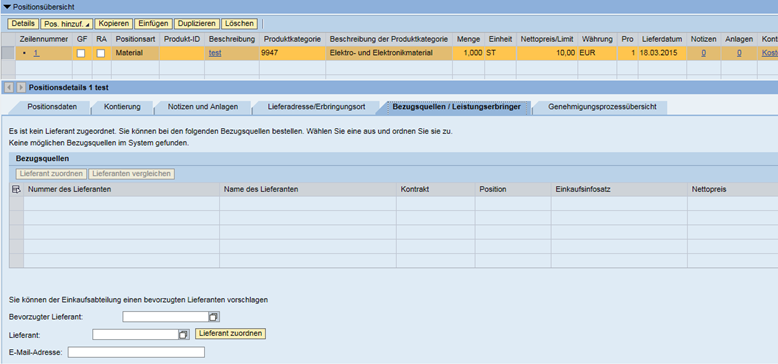 Positionsübersicht
Details Pos. hinzuf. Kopieren Einfügen Duplizieren Löschen
Zeilennummer GF RA Positionsart Produkt-ID Beschreibung Produktkategorie Beschreibung der Produktkategorie Menge Einheit Nettopreis/Limit Währung Pro Lieferdatum Notizen Anlagen Kont
• 1 Material test 9947 Elektro- und Elektronikmaterial 1,000 ST 10,00 EUR 1 18.03.2015 0 0 Kost
Positionsdetails 1 test
Positionsdaten Kontierung Notizen und Anlagen Lieferadresse/Erbringungsort Bezugsquellen / Leistungserbringer Genehmigungsprozessübersicht
Es ist kein Lieferant zugeordnet. Sie können bei den folgenden Bezugsquellen bestellen. Wählen Sie eine aus und ordnen Sie sie zu.
Keine möglichen Bezugsquellen im System gefunden.
Bezugsquellen
Lieferant zuordnen Lieferanten vergleichen
Nummer des Lieferanten Name des Lieferanten Kontrakt Position Einkaufsinfosatz Nettopreis
Sie können der Einkaufsabteilung einen bevorzugten Lieferanten vorschlagen
Bevorzugter Lieferant:
Lieferant: Lieferant zuordnen
E-Mail-Adresse: